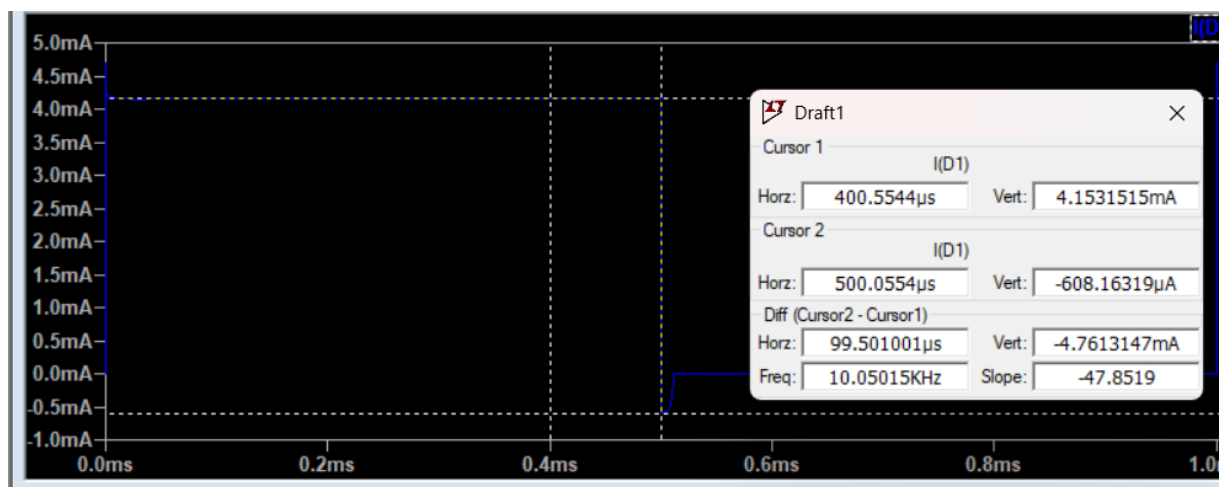 I(D
5.0mA
4.5mA
4.0mA
3.5mA
3.0mA
2.5mA
2.0mA
1.5mA
1.0mA
0.5mA
0.0mA
-0.5mA
-1.0mA
0.0ms 0.2ms 0.4ms 0.6ms 0.8ms 1.0
Draft1
Cursor 1
I(D1)
Horz: 400.5544µs Vert: 4.1531515mA
Cursor 2
I(D1)
Horz: 500.0554µs Vert: -608.16319µA
Diff (Cursor2 - Cursor1)
Horz: 99.501001µs Vert: -4.7613147mA
Freq: 10.05015KHz Slope: -47.8519